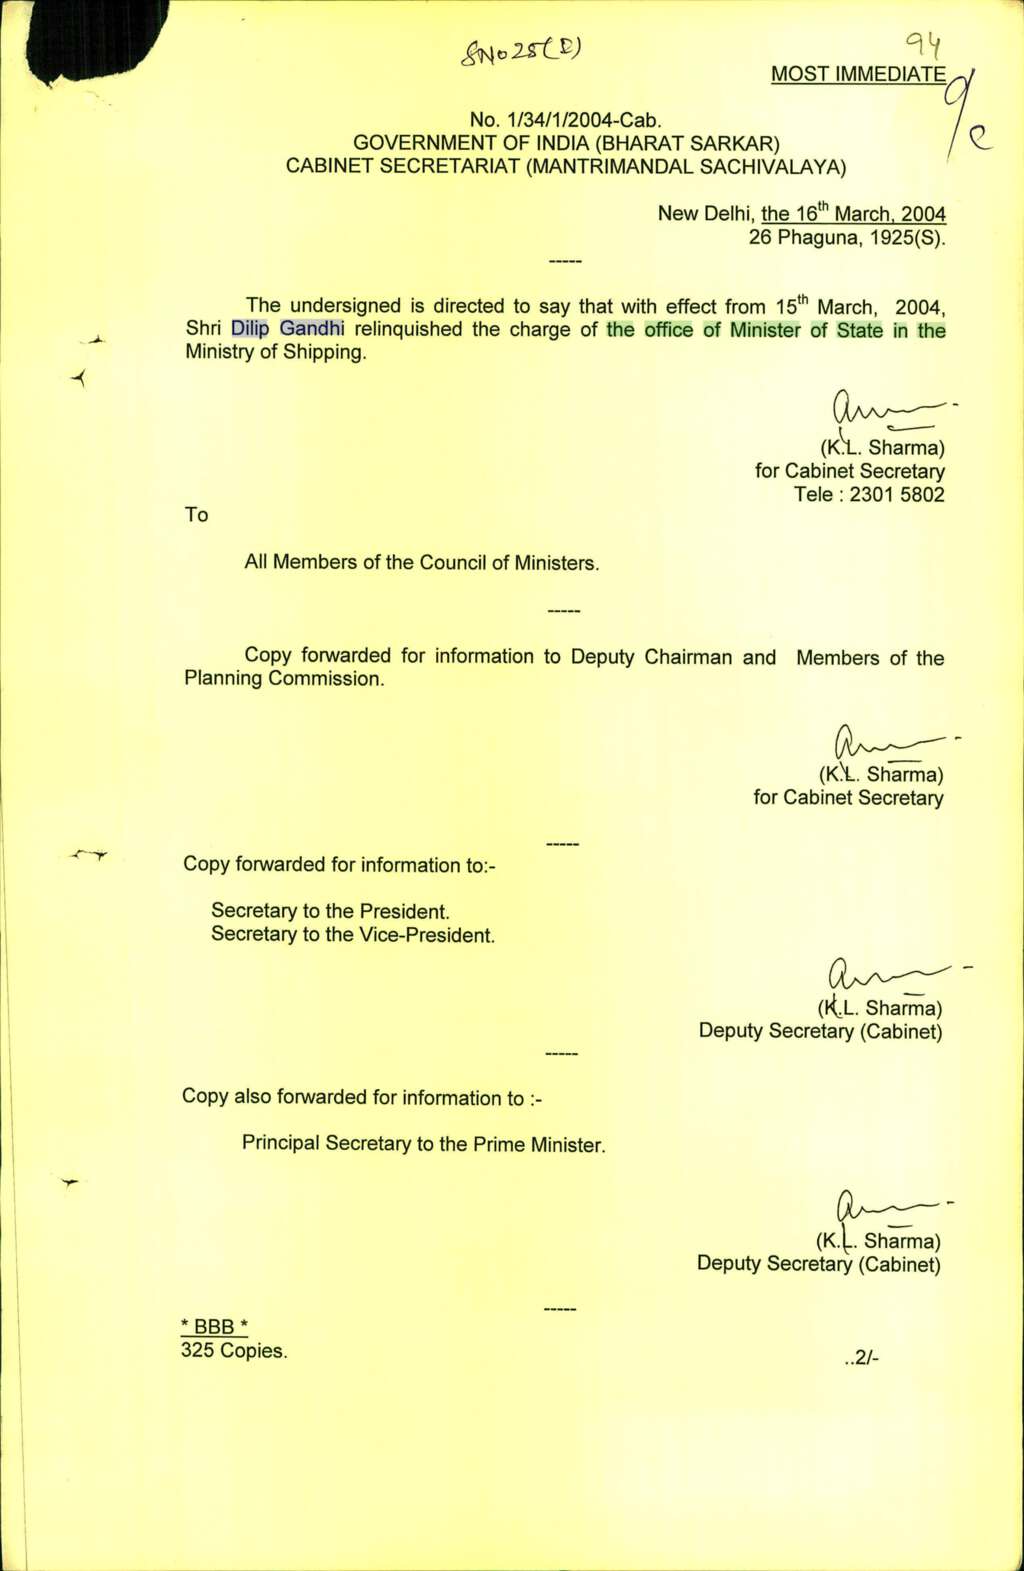 SNo 25(R)
94
MOST IMMEDIATE
9/c
No. 1/34/1/2004-Cab.
GOVERNMENT OF INDIA (BHARAT SARKAR)
CABINET SECRETARIAT (MANTRIMANDAL SACHIVALAYA)
New Delhi, the 16th March, 2004
26 Phaguna, 1925(S).
-----
The undersigned is directed to say that with effect from 15th March, 2004,
Shri Dilip Gandhi relinquished the charge of the office of Minister of State in the
Ministry of Shipping.
(K.L. Sharma)
for Cabinet Secretary
Tele : 2301 5802
To
All Members of the Council of Ministers.
-----
Copy forwarded for information to Deputy Chairman and Members of the
Planning Commission.
(K.L. Sharma)
for Cabinet Secretary
-----
Copy forwarded for information to:-
Secretary to the President.
Secretary to the Vice-President.
(K.L. Sharma)
Deputy Secretary (Cabinet)
-----
Copy also forwarded for information to :-
Principal Secretary to the Prime Minister.
(K.L. Sharma)
Deputy Secretary (Cabinet)
-----
* BBB *
325 Copies.
..2/-